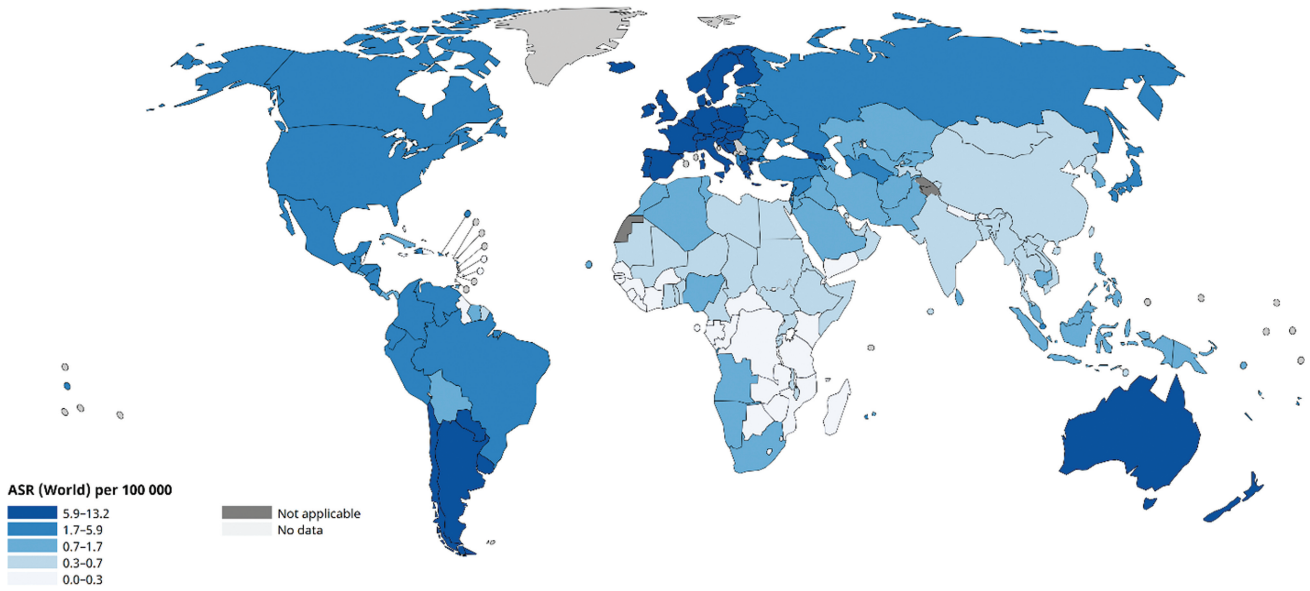 ASR (World) per 100 000
5.9–13.2
1.7–5.9
0.7–1.7
0.3–0.7
0.0–0.3
Not applicable
No data